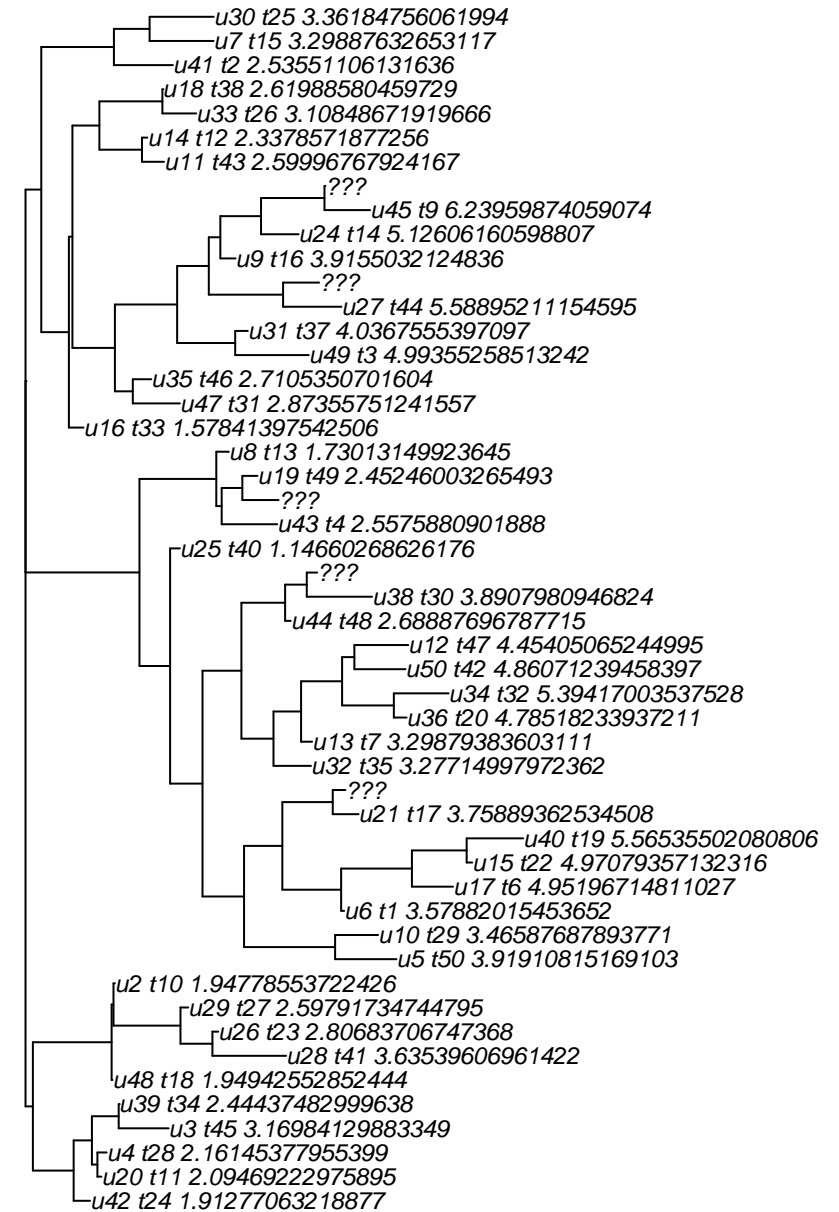 u30 t25 3.36184756061994
u7 t15 3.29887632653117
u41 t2 2.53551106131636
u18 t38 2.61988580459729
u33 t26 3.10848671919666
u14 t12 2.3378571877256
u11 t43 2.59996767924167
???
u45 t9 6.23959874059074
u24 t14 5.12606160598807
u9 t16 3.9155032124836
???
u27 t44 5.58895211154595
u31 t37 4.0367555397097
u49 t3 4.99355258513242
u35 t46 2.7105350701604
u47 t31 2.87355751241557
u16 t33 1.57841397542506
u8 t13 1.73013149923645
u19 t49 2.45246003265493
???
u43 t4 2.5575880901888
u25 t40 1.14660268626176
???
u38 t30 3.8907980946824
u44 t48 2.68887696787715
u12 t47 4.45405065244995
u50 t42 4.86071239458397
u34 t32 5.39417003537528
u36 t20 4.78518233937211
u13 t7 3.29879383603111
u32 t35 3.27714997972362
???
u21 t17 3.75889362534508
u40 t19 5.56535502080806
u15 t22 4.97079357132316
u17 t6 4.95196714811027
u6 t1 3.57882015453652
u10 t29 3.46587687893771
u5 t50 3.91910815169103
u2 t10 1.94778553722426
u29 t27 2.59791734744795
u26 t23 2.80683706747368
u28 t41 3.63539606961422
u48 t18 1.94942552852444
u39 t34 2.44437482999638
u3 t45 3.16984129883349
u4 t28 2.16145377955399
u20 t11 2.09469222975895
u42 t24 1.91277063218877